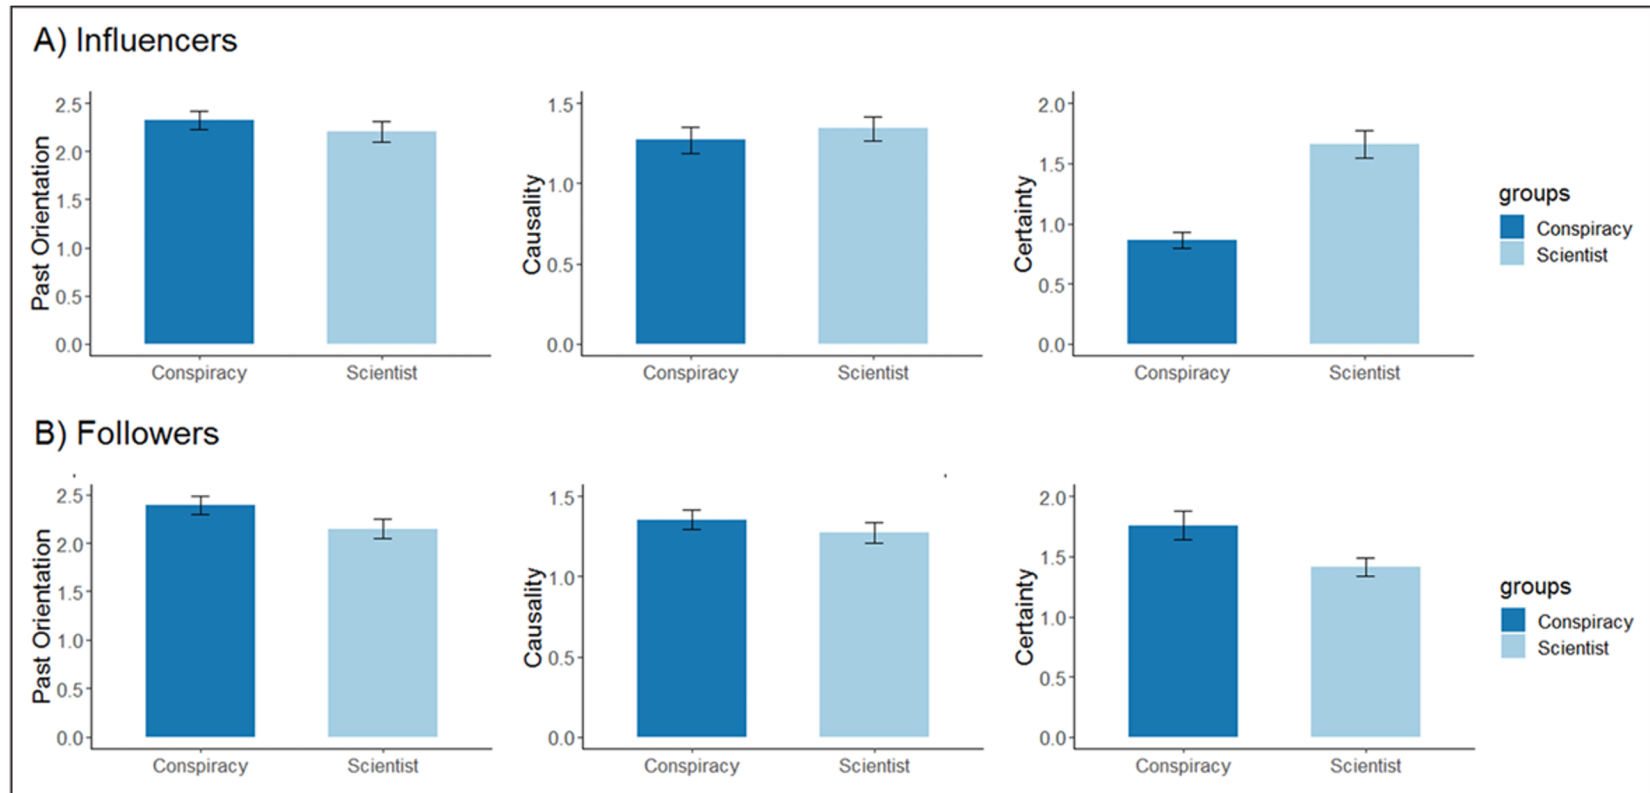 A) Influencers
Past Orientation
2.5
2.0
1.5
1.0
0.5
0.0
Conspiracy Scientist
Causality
1.5
1.0
0.5
0.0
Conspiracy Scientist
Certainty
2.0
1.5
1.0
0.5
0.0
Conspiracy Scientist
groups
Conspiracy
Scientist
B) Followers
Past Orientation
2.5
2.0
1.5
1.0
0.5
0.0
Conspiracy Scientist
Causality
1.5
1.0
0.5
0.0
Conspiracy Scientist
Certainty
2.0
1.5
1.0
0.5
0.0
Conspiracy Scientist
groups
Conspiracy
Scientist